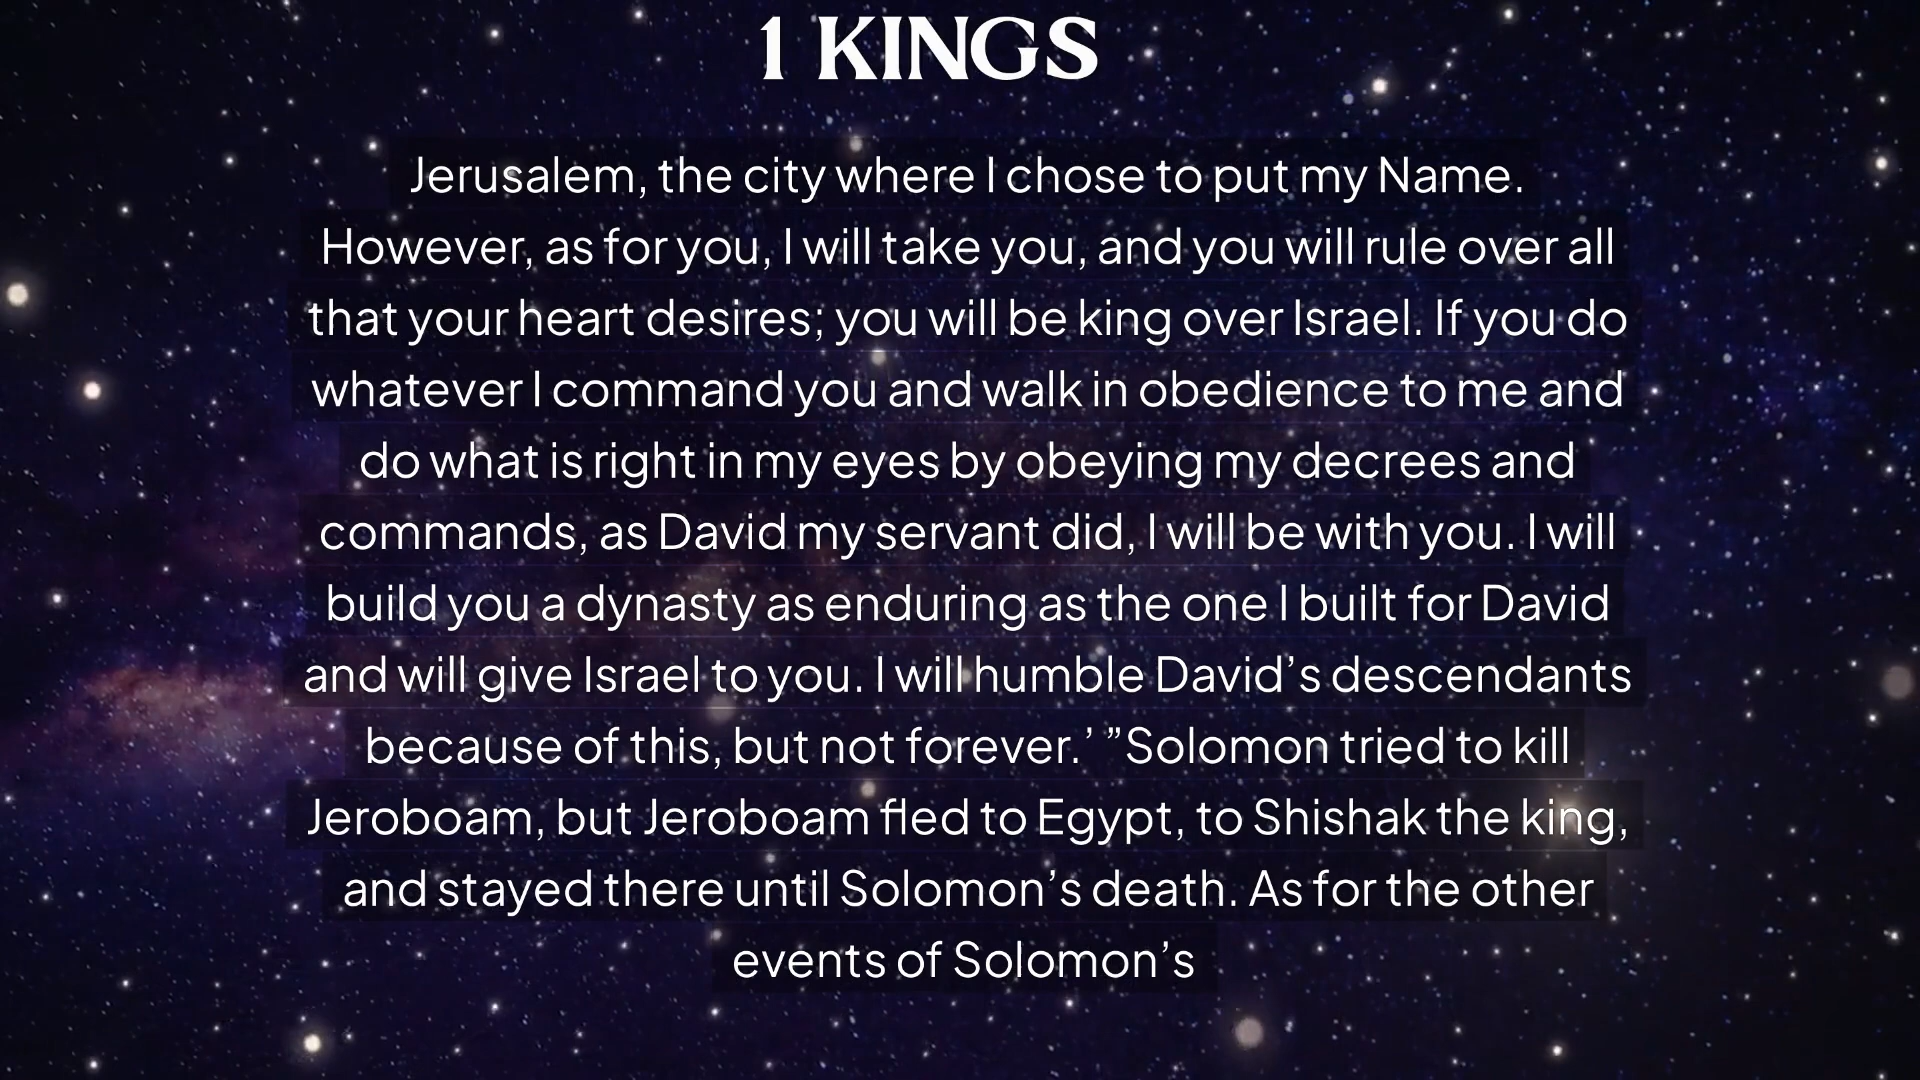 1 KINGS
Jerusalem, the city where I chose to put my Name.
However, as for you, I will take you, and you will rule over all
that your heart desires; you will be king over Israel. If you do
whatever I command you and walk in obedience to me and
do what is right in my eyes by obeying my decrees and
commands, as David my servant did, I will be with you. I will
build you a dynasty as enduring as the one I built for David
and will give Israel to you. I will humble David’s descendants
because of this, but not forever.’ ”Solomon tried to kill
Jeroboam, but Jeroboam fled to Egypt, to Shishak the king,
and stayed there until Solomon’s death. As for the other
events of Solomon’s